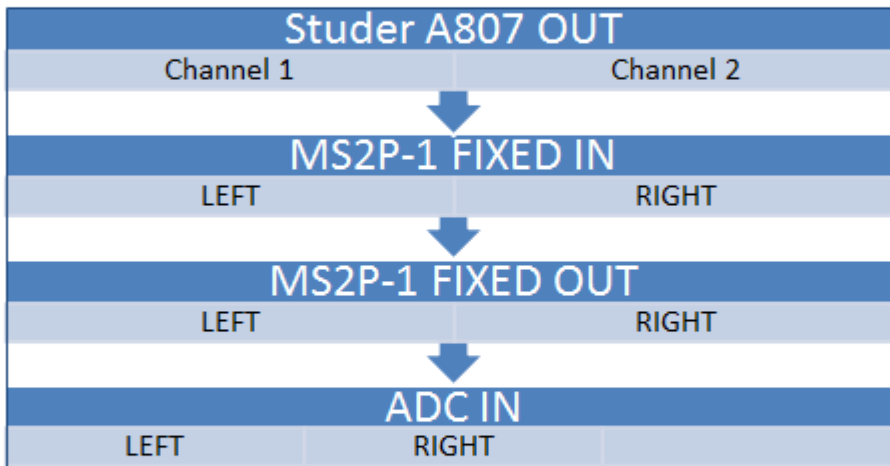 Studer A807 OUT
Channel 1 Channel 2
MS2P-1 FIXED IN
LEFT RIGHT
MS2P-1 FIXED OUT
LEFT RIGHT
ADC IN
LEFT RIGHT